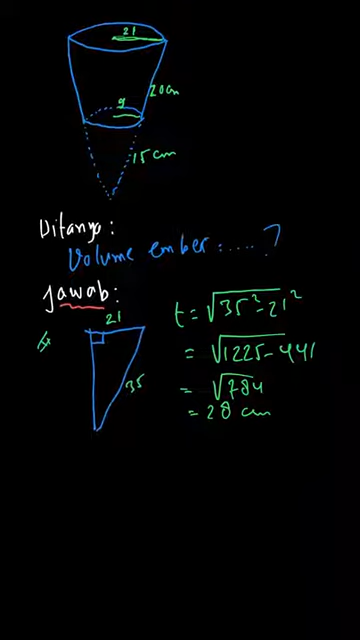 21
20 cm
9
15 cm
Ditanya:
Volume ember = ..... ?
Jawab:
21
35
t = √35² - 21²
= √1225 - 441
= √784
= 28 cm